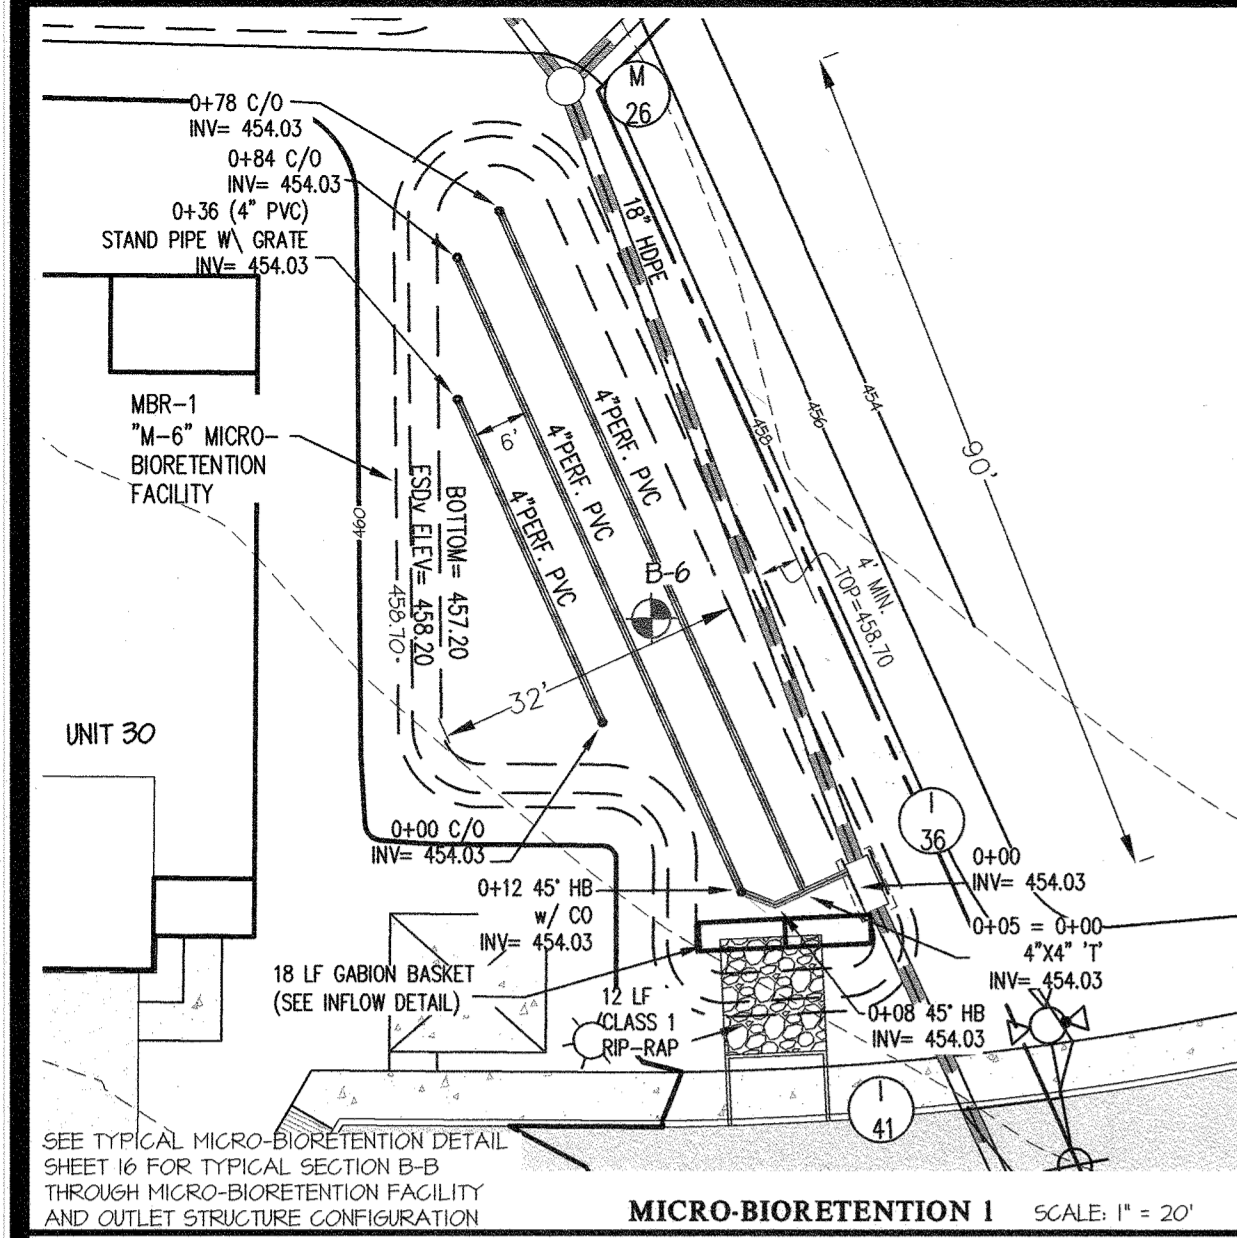 0+78 C/O
INV= 454.03
0+84 C/O
INV= 454.03
0+36 (4" PVC)
STAND PIPE W\ GRATE
INV= 454.03
M
26
18" HDPE
MBR-1
"M-6" MICRO-
BIORETENTION
FACILITY
460
6'
4"PERF. PVC
4"PERF. PVC
4"PERF. PVC
BOTTOM= 457.20
ESDv ELEV= 458.20
458.70
B-6
32'
458
456
454
90'
4' MIN.
TOP=458.70
UNIT 30
0+00 C/O
INV= 454.03
0+12 45° HB
w/ CO
INV= 454.03
I
36
0+00
INV= 454.03
0+05 = 0+00
4"X4" 'T'
INV= 454.03
18 LF GABION BASKET
(SEE INFLOW DETAIL)
12 LF
CLASS 1
RIP-RAP
0+08 45° HB
INV= 454.03
I
41
SEE TYPICAL MICRO-BIORETENTION DETAIL
SHEET 16 FOR TYPICAL SECTION B-B
THROUGH MICRO-BIORETENTION FACILITY
AND OUTLET STRUCTURE CONFIGURATION
MICRO-BIORETENTION 1 SCALE: 1" = 20'